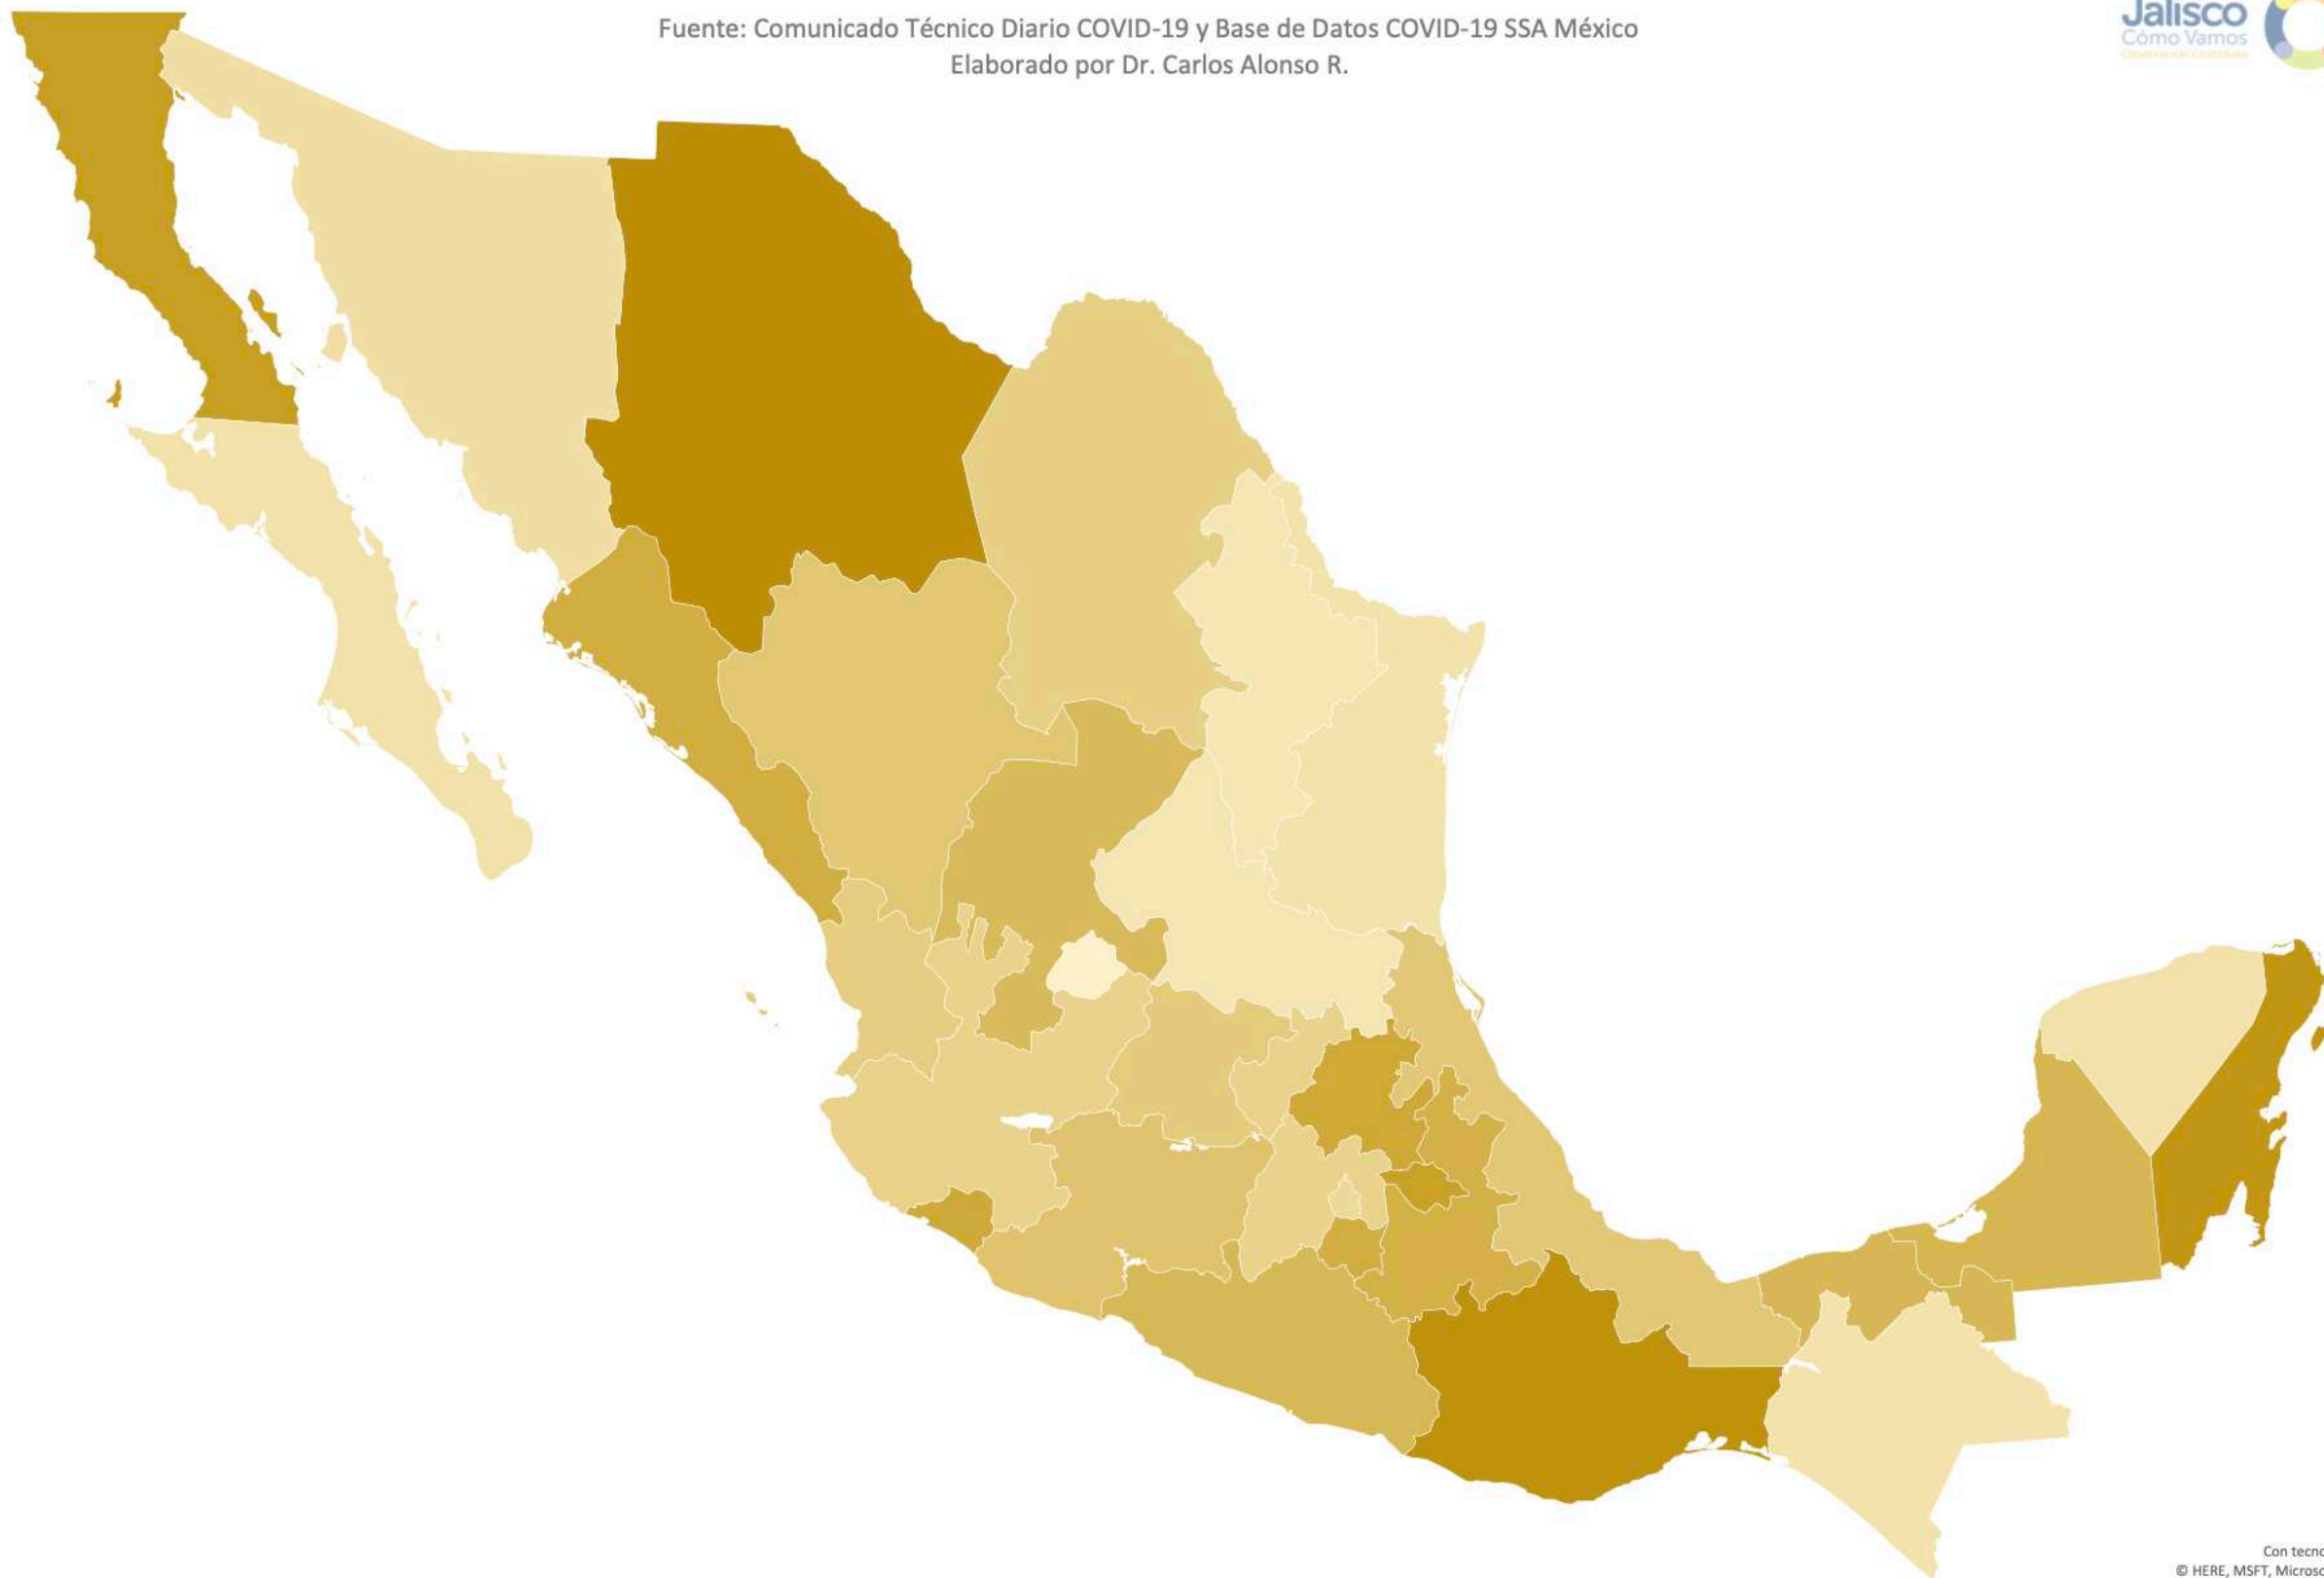 Fuente: Comunicado Técnico Diario COVID-19 y Base de Datos COVID-19 SSA México
Elaborado por Dr. Carlos Alonso R.
Jalisco
Cómo Vamos
Con tecno
© HERE, MSFT, Microso